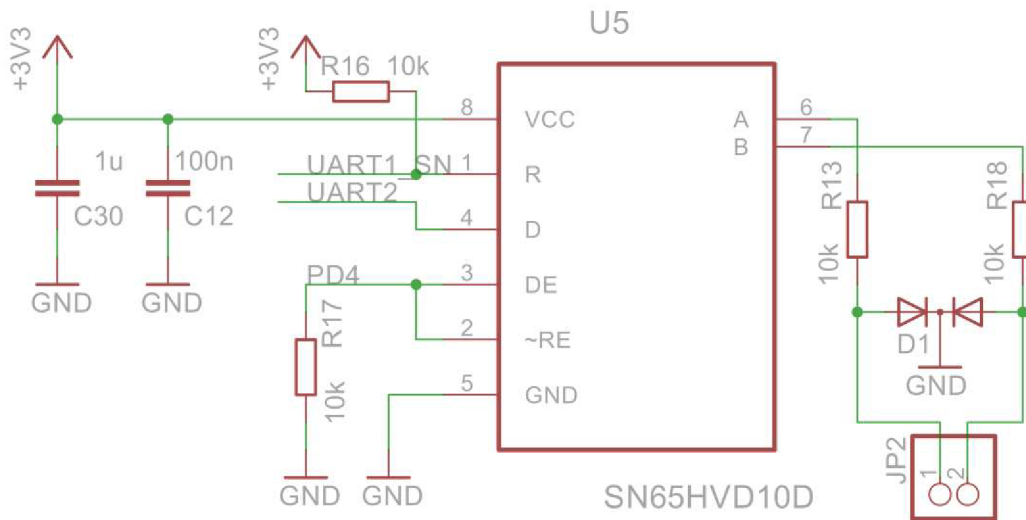 U5
+3V3
+3V3
R16 10k
8 VCC
A 6
B 7
1u
C30
100n
C12
UART1_SN 1 R
UART2
4 D
R13
10k
R18
10k
PD4 3 DE
R17
10k
2 ~RE
5 GND
D1
GND
GND
GND
GND
GND
JP2
1
2
SN65HVD10D